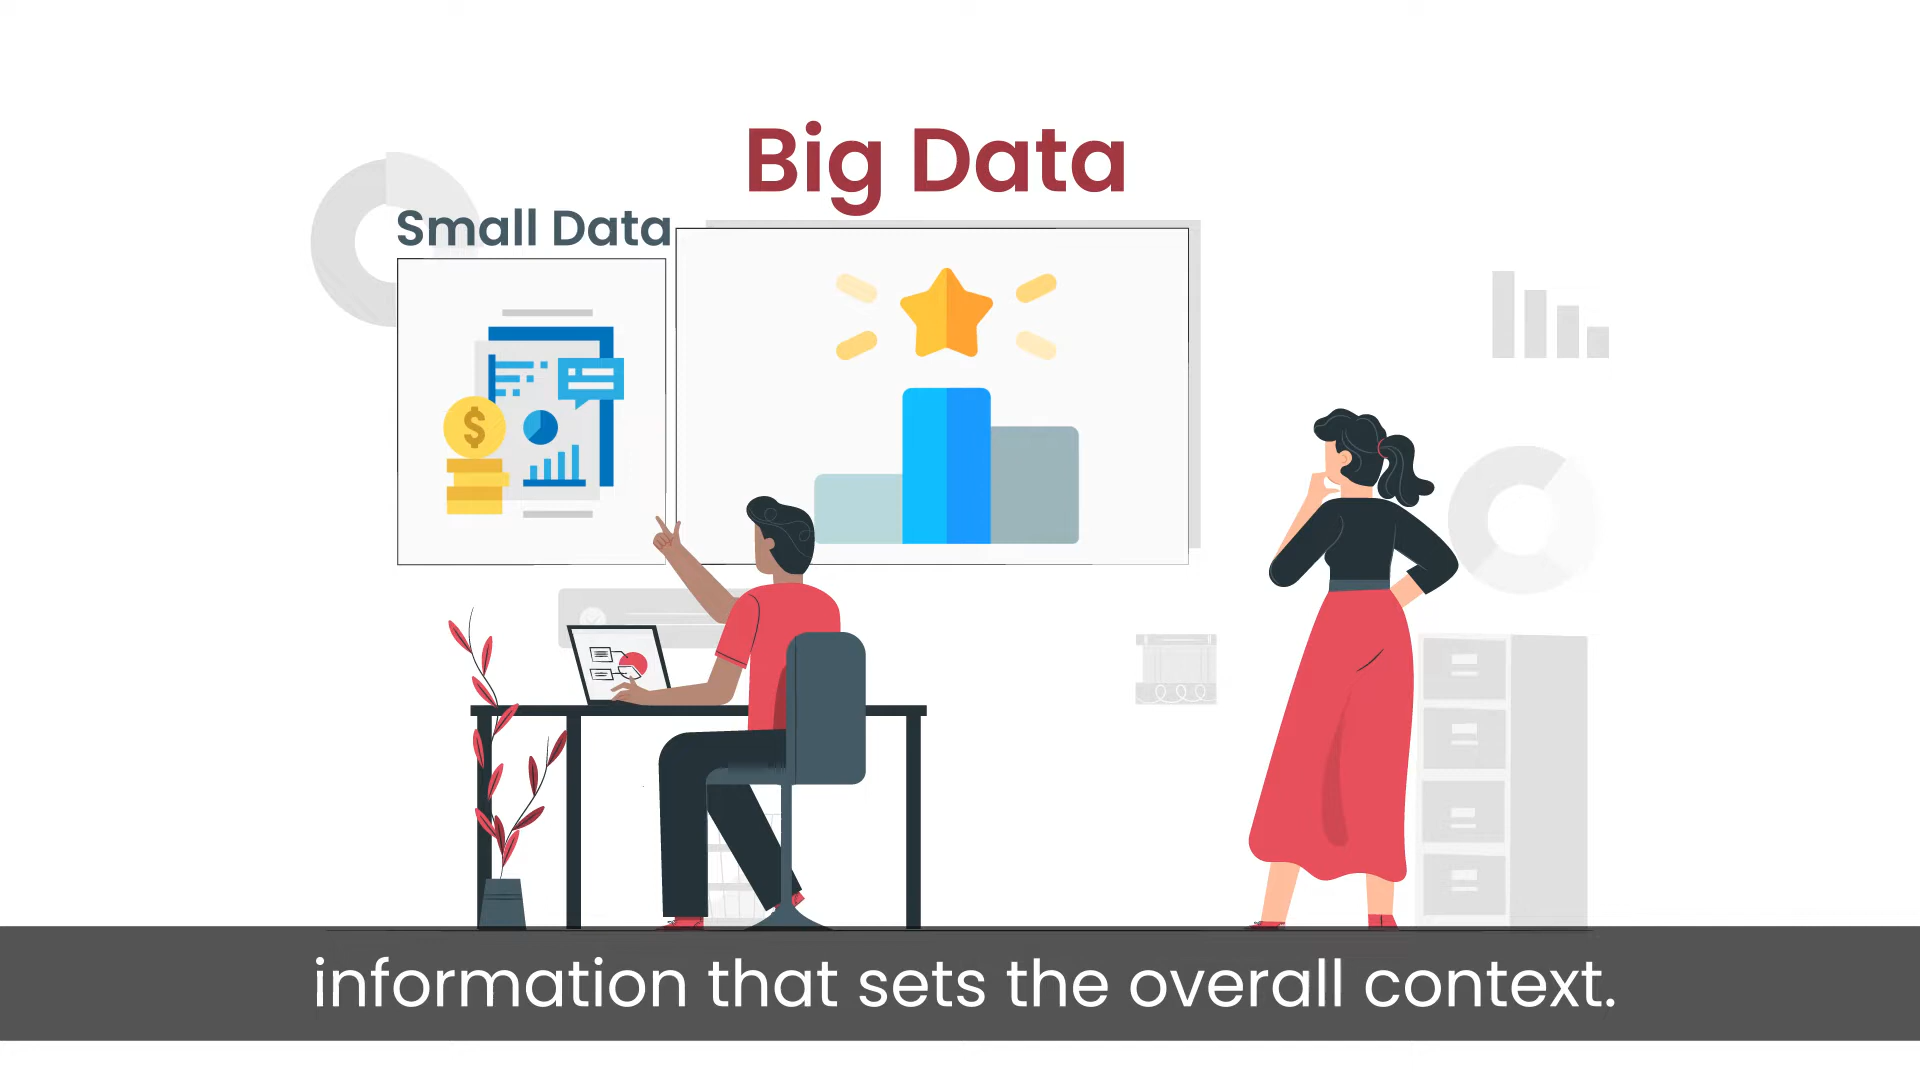 Big Data
Small Data
$
information that sets the overall context.